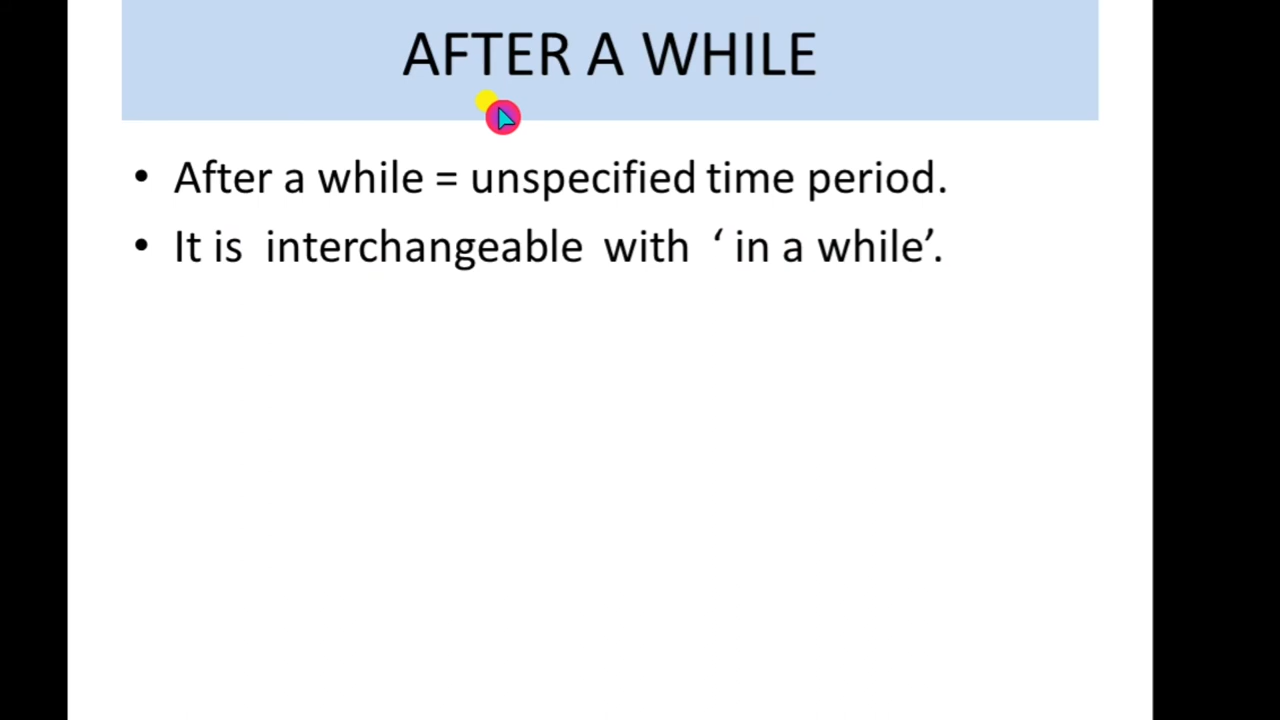 AFTER A WHILE
• After a while = unspecified time period.
• It is interchangeable with ‘ in a while’.